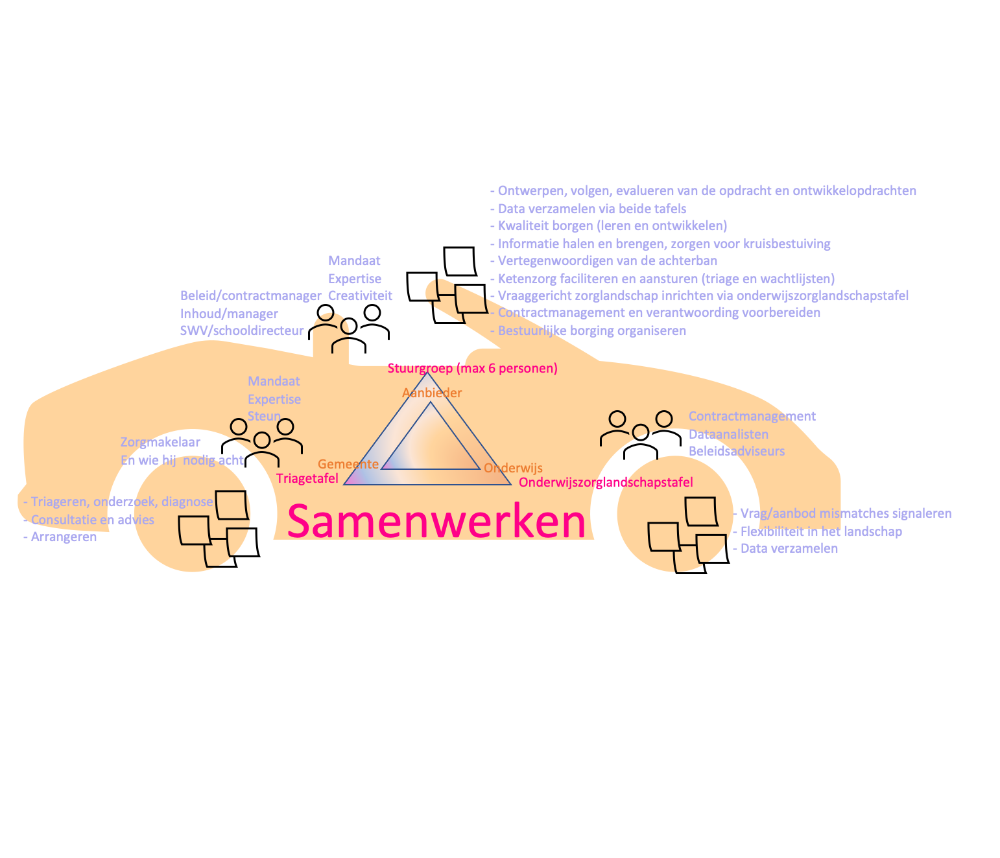 - Ontwerpen, volgen, evalueren van de opdracht en ontwikkelopdrachten
- Data verzamelen via beide tafels
- Kwaliteit borgen (leren en ontwikkelen)
- Informatie halen en brengen, zorgen voor kruisbestuiving
- Vertegenwoordigen van de achterban
- Ketenzorg faciliteren en aansturen (triage en wachtlijsten)
- Vraaggericht zorglandschap inrichten via onderwijszorglandschapstafel
- Contractmanagement en verantwoording voorbereiden
- Bestuurlijke borging organiseren
Mandaat
Expertise
Creativiteit
Beleid/contractmanager
Inhoud/manager
SWV/schooldirecteur
Stuurgroep (max 6 personen)
Aanbieder
Mandaat
Expertise
Steun
Zorgmakelaar
En wie hij  nodig acht
Contractmanagement
Dataanalisten
Beleidsadviseurs
Gemeente
Onderwijs
Triagetafel
Onderwijszorglandschapstafel
- Triageren, onderzoek, diagnose
- Consultatie en advies
- Arrangeren
Samenwerken
- Vrag/aanbod mismatches signaleren
- Flexibiliteit in het landschap
- Data verzamelen